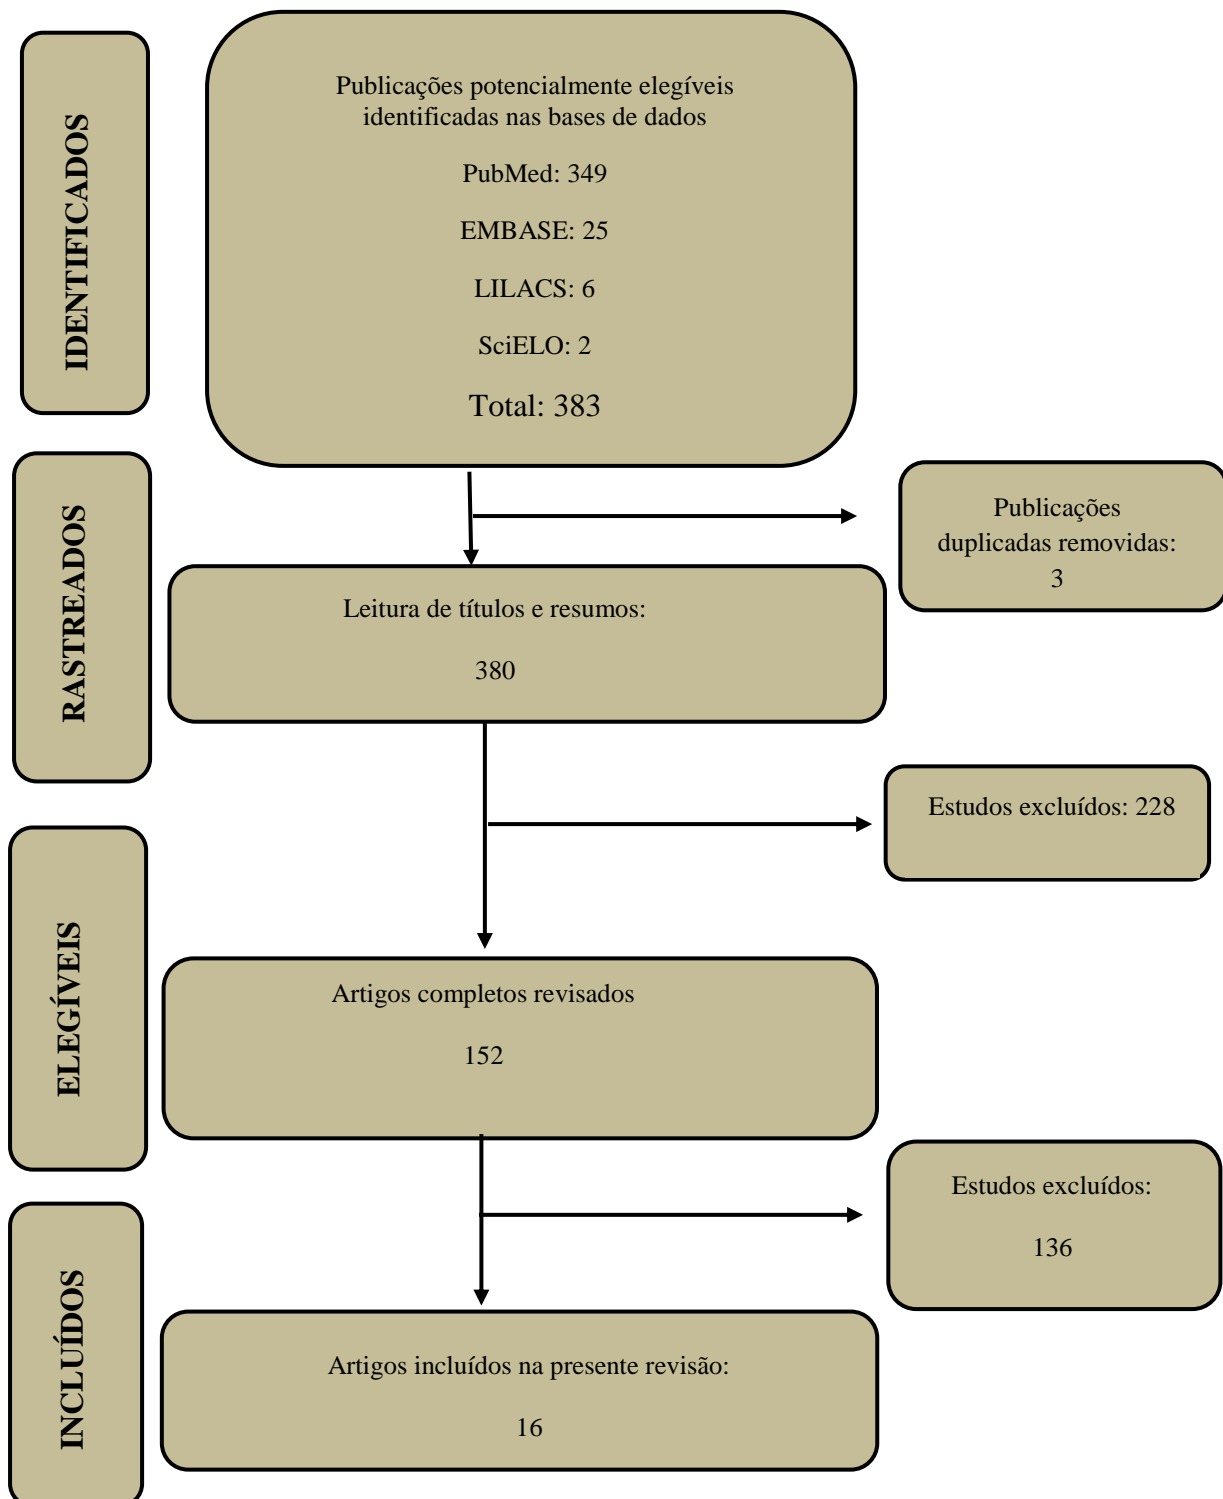 IDENTIFICADOS
Publicações potencialmente elegíveis
identificadas nas bases de dados
PubMed: 349
EMBASE: 25
LILACS: 6
SciELO: 2
Total: 383
RASTREADOS
Publicações
duplicadas removidas:
3
Leitura de títulos e resumos:
380
Estudos excluídos: 228
ELEGÍVEIS
Artigos completos revisados
152
Estudos excluídos:
136
INCLUÍDOS
Artigos incluídos na presente revisão:
16